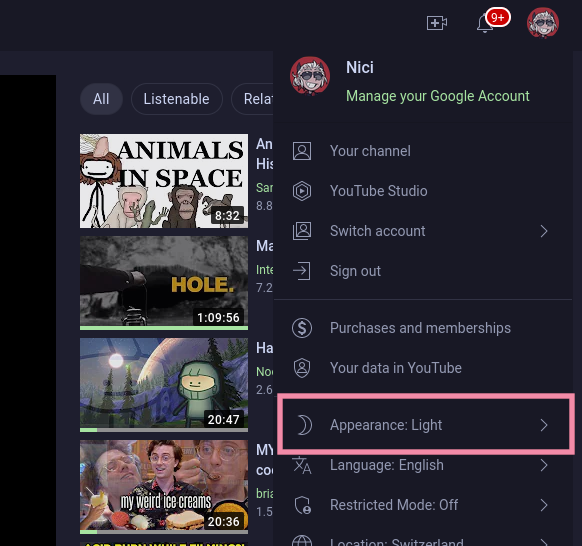 9+
Nici
Manage your Google Account
All
Listenable
Rela
ANIMALS
IN SPACE
8:32
An
His
Sar
8.8
Your channel
YouTube Studio
Switch account
Sign out
HOLE.
1:09:56
Ma
Inte
7.2
Purchases and memberships
Your data in YouTube
20:47
Ha
Noo
2.6
Appearance: Light
Language: English
Restricted Mode: Off
Location: Switzerland
my weird ice creams
20:36
MY
coo
bria
1.5